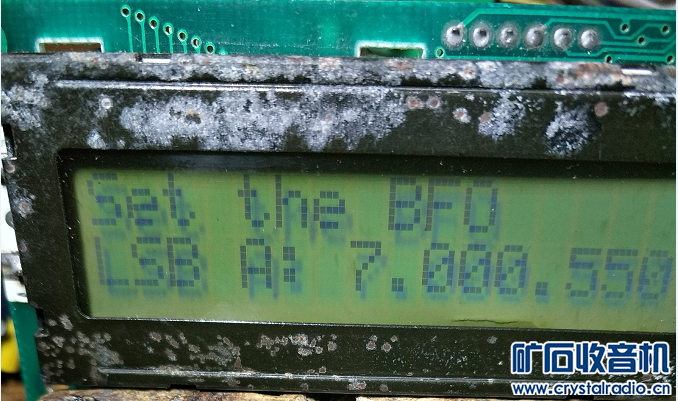 Set the BFO
LSB A: 7.000.550
矿石收音机
www.crystalradio.cn